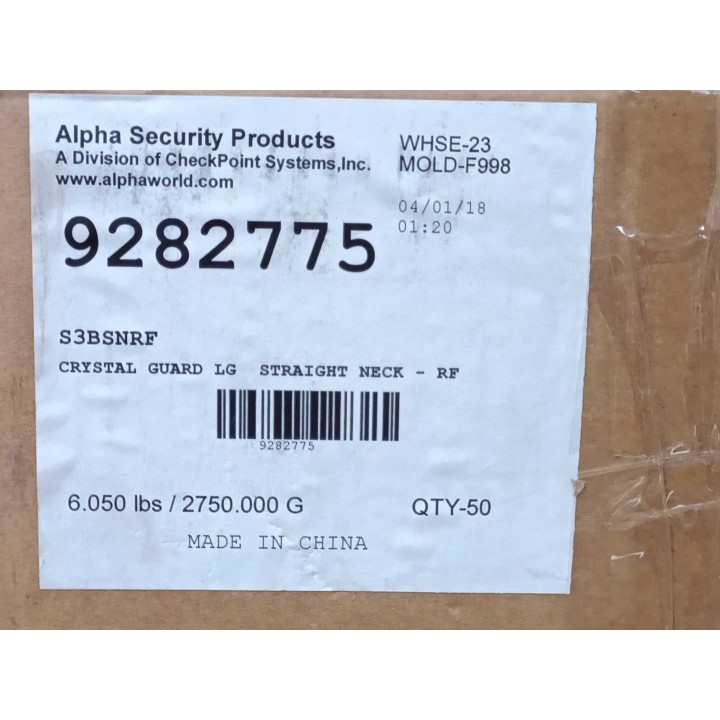 Alpha Security Products
A Division of CheckPoint Systems,Inc.
www.alphaworld.com
WHSE-23
MOLD-F998
04/01/18
01:20
9282775
S3BSNRF
CRYSTAL GUARD LG STRAIGHT NECK - RF
9282775
6.050 lbs / 2750.000 G
QTY-50
MADE IN CHINA